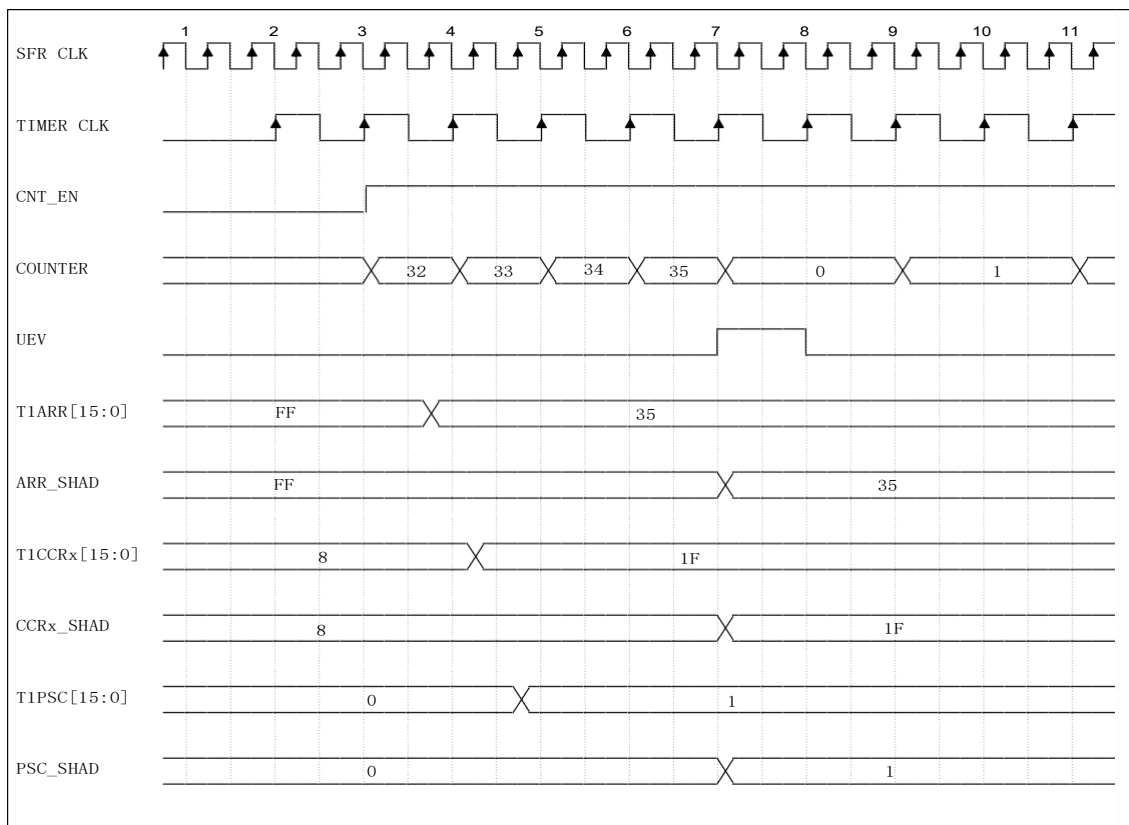 1 2 3 4 5 6 7 8 9 10 11
SFR CLK
TIMER CLK
CNT_EN
COUNTER 32 33 34 35 0 1
UEV
T1ARR[15:0] FF 35
ARR_SHAD FF 35
T1CCRx[15:0] 8 1F
CCRx_SHAD 8 1F
T1PSC[15:0] 0 1
PSC_SHAD 0 1